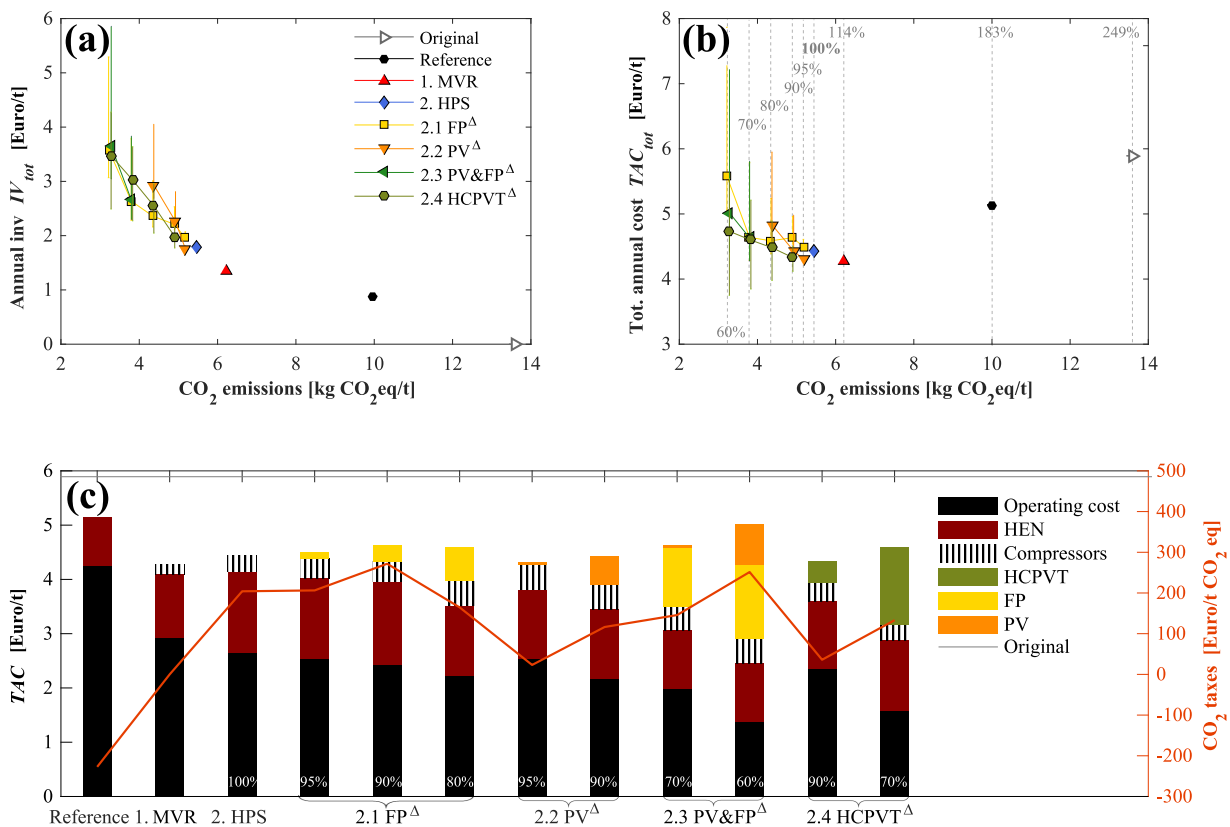 (a)
Annual inv IV_tot [Euro/t]
6
5
4
3
2
1
0
2 4 6 8 10 12 14
CO2 emissions [kg CO2eq/t]
Original
Reference
1. MVR
2. HPS
2.1 FP^Δ
2.2 PV^Δ
2.3 PV&FP^Δ
2.4 HCPVT^Δ
(b)
Tot. annual cost TAC_tot [Euro/t]
8
7
6
5
4
3
2 4 6 8 10 12 14
CO2 emissions [kg CO2eq/t]
114% 183% 249%
100%
95%
90%
80%
70%
60%
(c)
TAC [Euro/t]
6
5
4
3
2
1
0
Operating cost
HEN
Compressors
HCPVT
FP
PV
Original
500
400
300
200
100
0
-100
-200
-300
CO2 taxes [Euro/t CO2 eq]
100% 95% 90% 80% 95% 90% 70% 60% 90% 70%
Reference 1. MVR 2. HPS 2.1 FP^Δ 2.2 PV^Δ 2.3 PV&FP^Δ 2.4 HCPVT^Δ